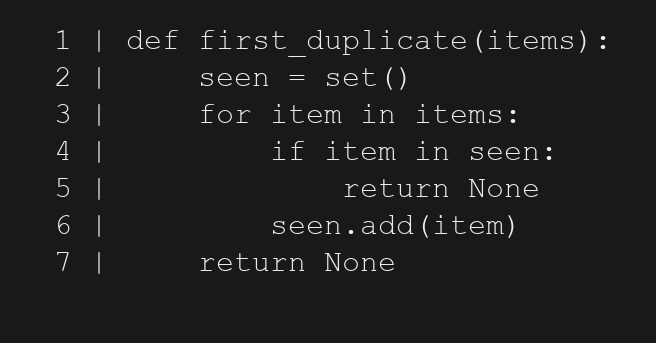 1 | def first_duplicate(items):
2 |     seen = set()
3 |     for item in items:
4 |         if item in seen:
5 |             return None
6 |         seen.add(item)
7 |     return None